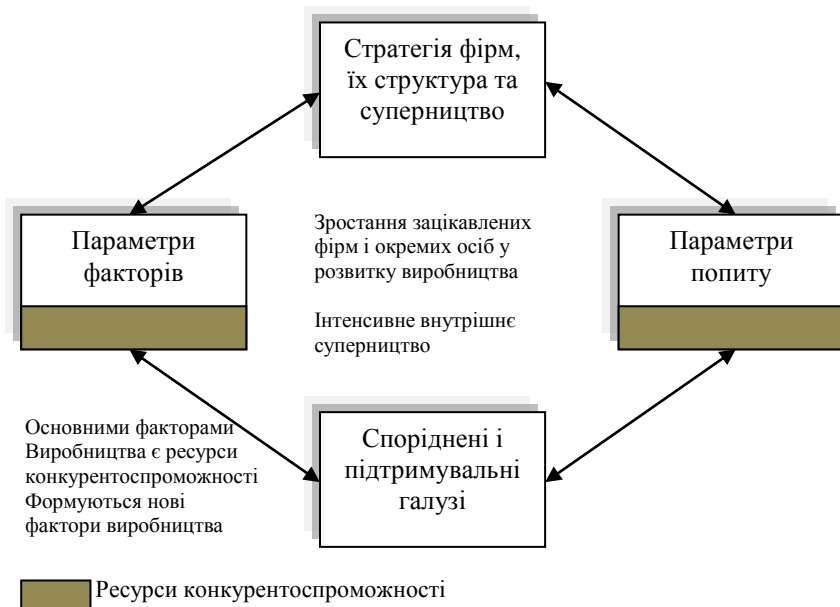 Стратегія фірм,
їх структура та
суперництво
Параметри
факторів
Зростання зацікавлених
фірм і окремих осіб у
розвитку виробництва
Інтенсивне внутрішнє
суперництво
Параметри
попиту
Основними факторами
Виробництва є ресурси
конкурентоспроможності
Формуються нові
фактори виробництва
Споріднені і
підтримувальні
галузі
Ресурси конкурентоспроможності